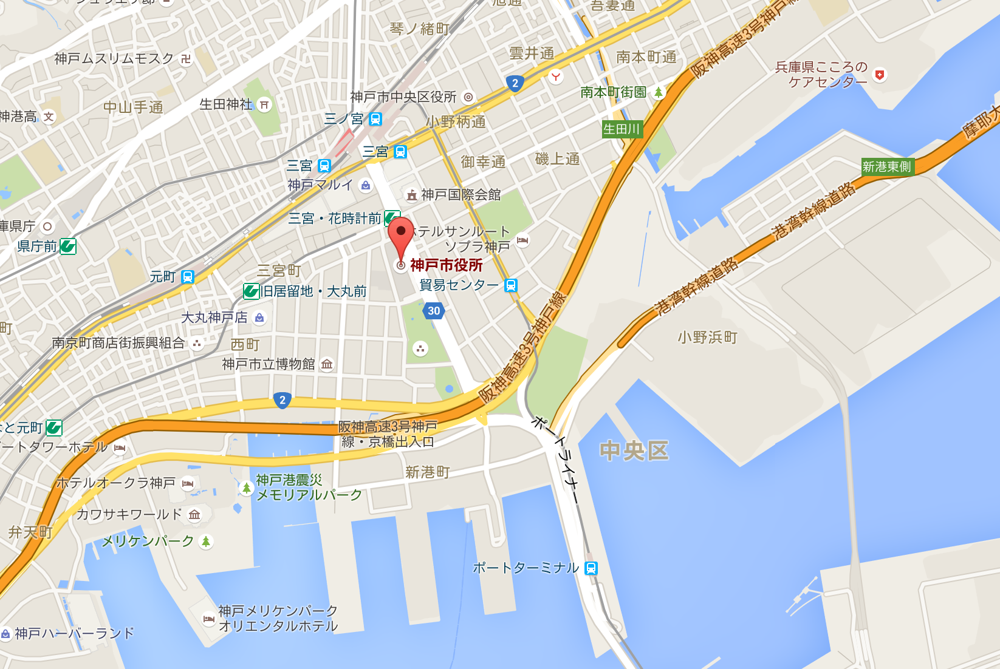 旭通
吾妻通
琴ノ緒町
雲井通
南本町通
阪神高速3号神戸線
神戸ムスリムモスク
兵庫県こころの
ケアセンター
2
南本町街園
神戸市中央区役所
中山手通
生田神社
神港高
三ノ宮
小野柄通
生田川
摩耶大
三宮
三宮
御幸通
磯上通
新港東側
神戸マルイ
神戸国際会館
港湾幹線道路
三宮・花時計前
庫県庁
県庁前
ホテルサンルート
ソプラ神戸
神戸市役所
元町
三宮町
貿易センター
港湾幹線道路
旧居留地・大丸前
30
大丸神戸店
阪神高速3号神戸線
小野浜町
町
南京町商店街振興組合
西町
神戸市立博物館
2
なと元町
阪神高速3号神戸
線・京橋出入口
ポートライナー
ートタワーホテル
中央区
新港町
ホテルオークラ神戸
神戸港震災
メモリアルパーク
カワサキワールド
弁天町
メリケンパーク
ポートターミナル
神戸メリケンパーク
オリエンタルホテル
神戸ハーバーランド